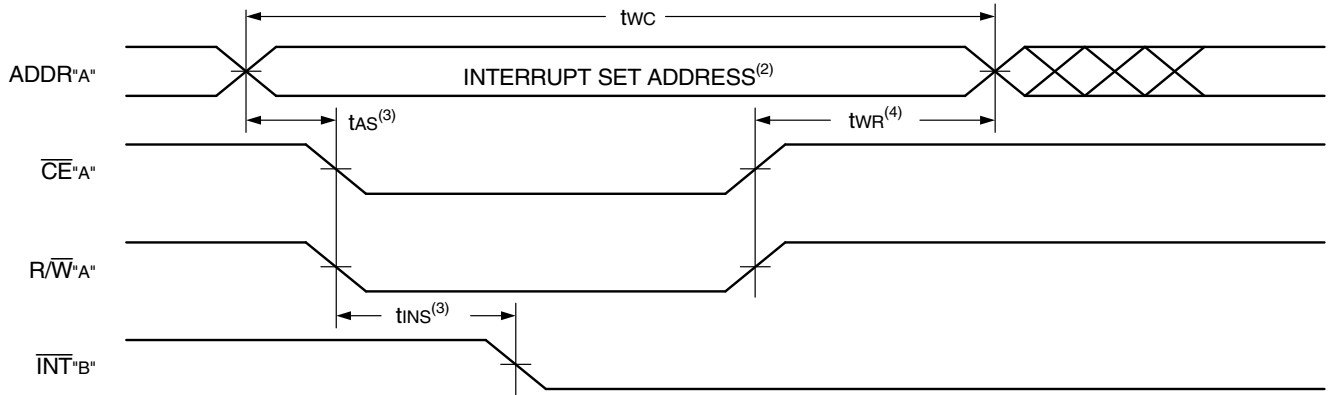 tWC
ADDR"A"
INTERRUPT SET ADDRESS(2)
tAS(3)
tWR(4)
CE"A"
R/W"A"
tINS(3)
INT"B"